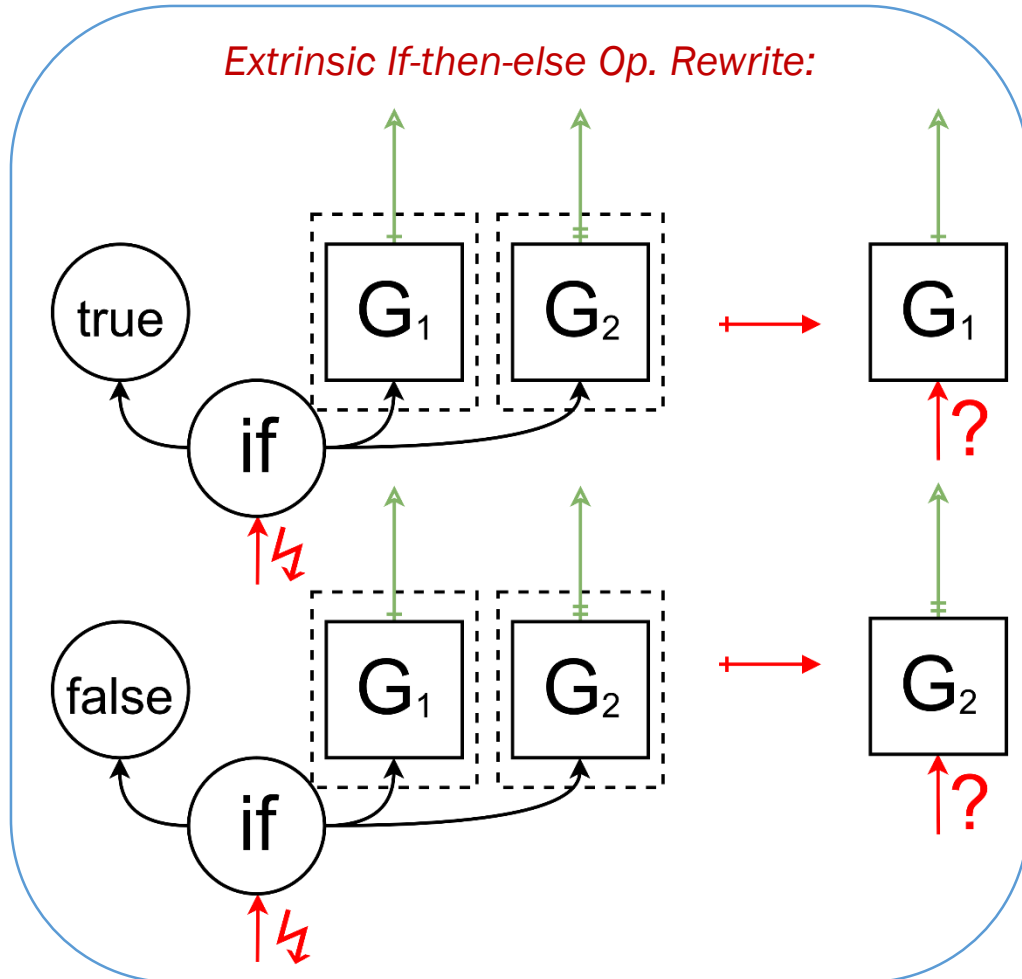 Extrinsic If-then-else Op. Rewrite:
true
if
G₁
G₂
G₁
?
false
if
G₁
G₂
G₂
?